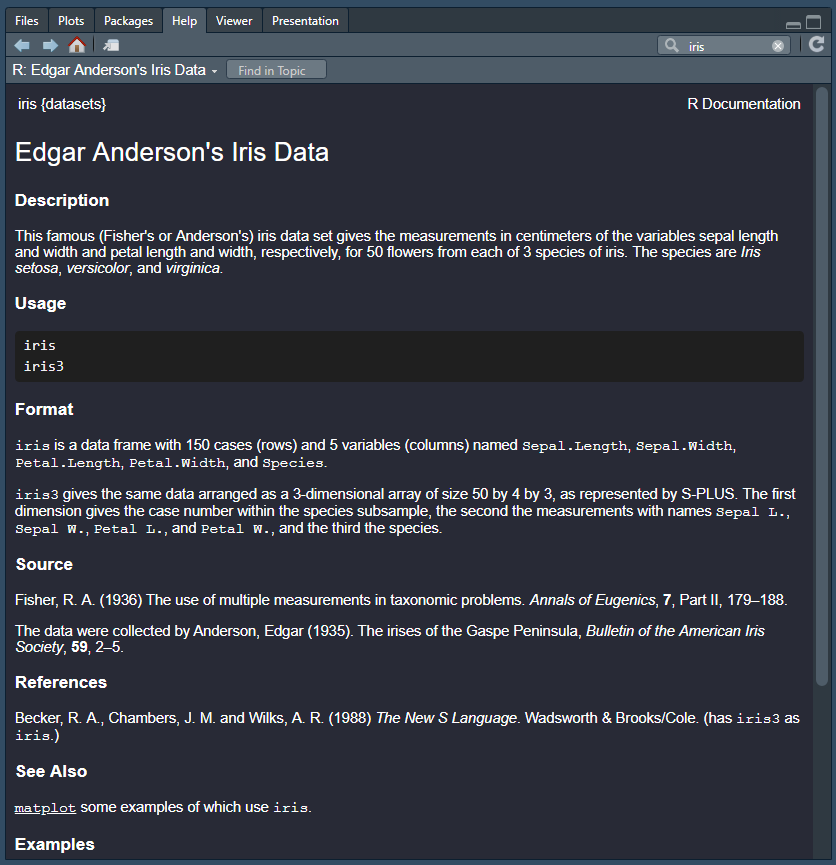 Files Plots Packages Help Viewer Presentation
iris
R: Edgar Anderson's Iris Data Find in Topic
iris {datasets} R Documentation
Edgar Anderson's Iris Data
Description
This famous (Fisher's or Anderson's) iris data set gives the measurements in centimeters of the variables sepal length
and width and petal length and width, respectively, for 50 flowers from each of 3 species of iris. The species are Iris
setosa, versicolor, and virginica.
Usage
iris
iris3
Format
iris is a data frame with 150 cases (rows) and 5 variables (columns) named Sepal.Length, Sepal.Width,
Petal.Length, Petal.Width, and Species.
iris3 gives the same data arranged as a 3-dimensional array of size 50 by 4 by 3, as represented by S-PLUS. The first
dimension gives the case number within the species subsample, the second the measurements with names Sepal L.,
Sepal W., Petal L., and Petal W., and the third the species.
Source
Fisher, R. A. (1936) The use of multiple measurements in taxonomic problems. Annals of Eugenics, 7, Part II, 179–188.
The data were collected by Anderson, Edgar (1935). The irises of the Gaspe Peninsula, Bulletin of the American Iris
Society, 59, 2–5.
References
Becker, R. A., Chambers, J. M. and Wilks, A. R. (1988) The New S Language. Wadsworth & Brooks/Cole. (has iris3 as
iris.)
See Also
matplot some examples of which use iris.
Examples